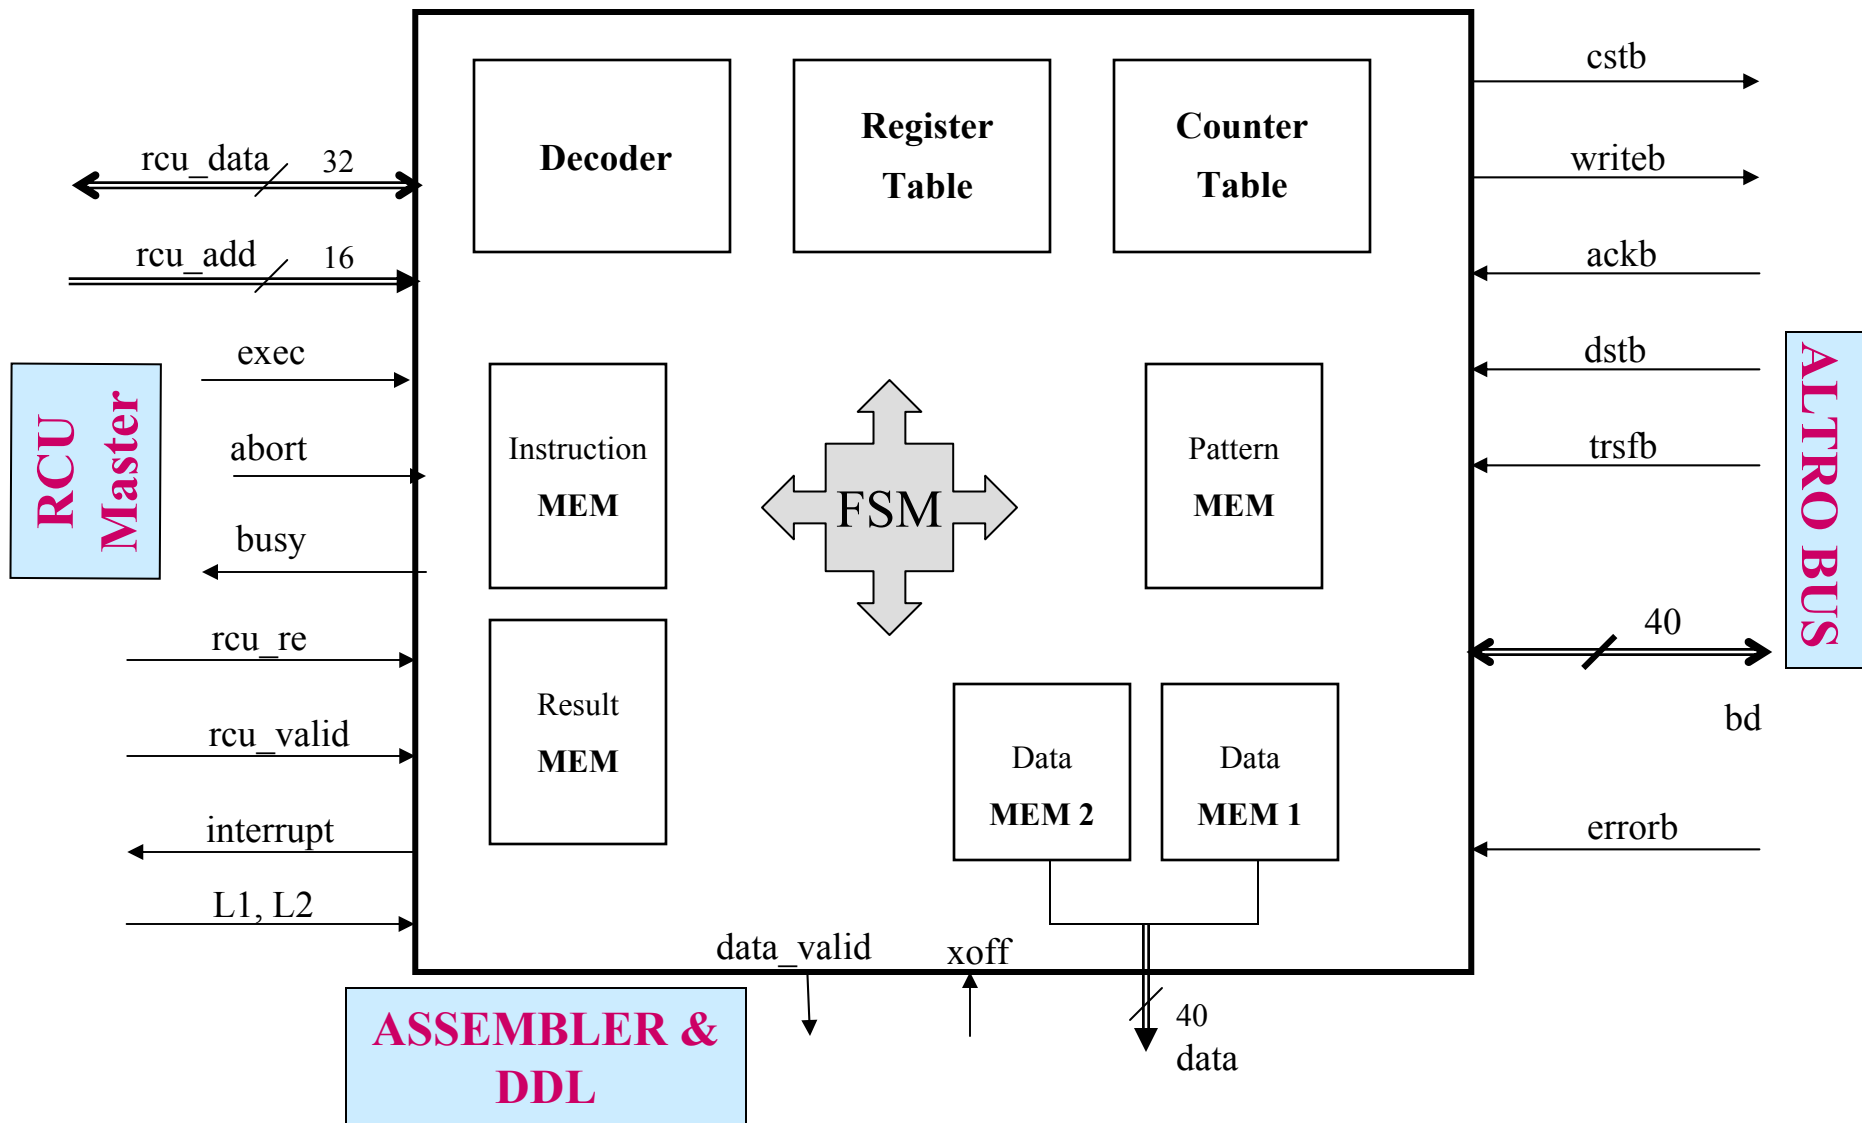 cstb
Decoder
Register
Table
Counter
Table
rcu_data
32
writeb
rcu_add
16
ackb
exec
dstb
RCU
Master
abort
Instruction
MEM
FSM
Pattern
MEM
trsfb
ALTRO BUS
busy
rcu_re
40
bd
Result
MEM
rcu_valid
Data
MEM 2
Data
MEM 1
interrupt
errorb
L1, L2
data_valid
xoff
ASSEMBLER &
DDL
40
data